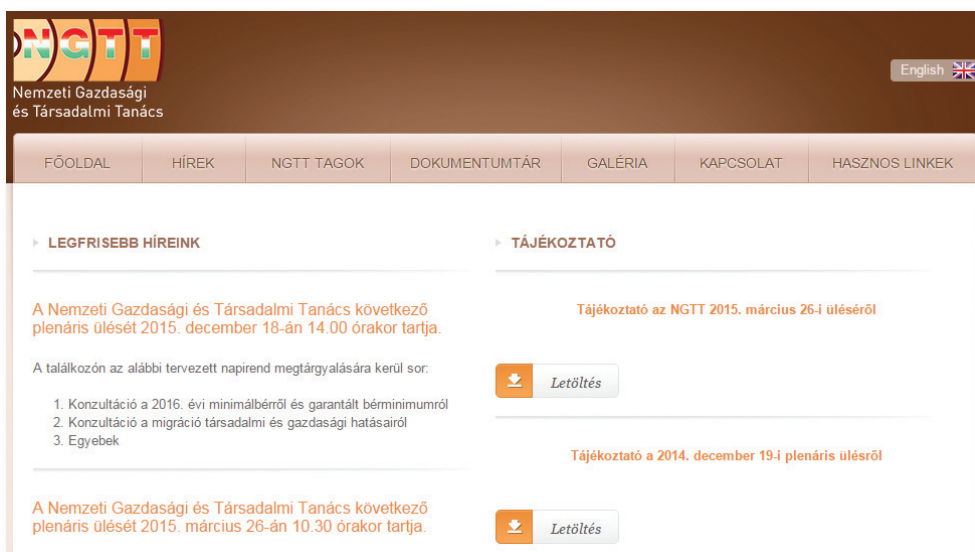 NGTT
Nemzeti Gazdasági
és Társadalmi Tanács
English
FŐOLDAL
HÍREK
NGTT TAGOK
DOKUMENTUMTÁR
GALÉRIA
KAPCSOLAT
HASZNOS LINKEK
LEGFRISEBB HÍREINK
A Nemzeti Gazdasági és Társadalmi Tanács következő
plenáris ülését 2015. december 18-án 14.00 órakor tartja.
A találkozón az alábbi tervezett napirend megtárgyalására kerül sor:
1. Konzultáció a 2016. évi minimálbérről és garantált bérminimumról
2. Konzultáció a migráció társadalmi és gazdasági hatásairól
3. Egyebek
A Nemzeti Gazdasági és Társadalmi Tanács következő
plenáris ülését 2015. március 26-án 10.30 órakor tartja.
TÁJÉKOZTATÓ
Tájékoztató az NGTT 2015. március 26-i üléséről
Letöltés
Tájékoztató a 2014. december 19-i plenáris ülésről
Letöltés